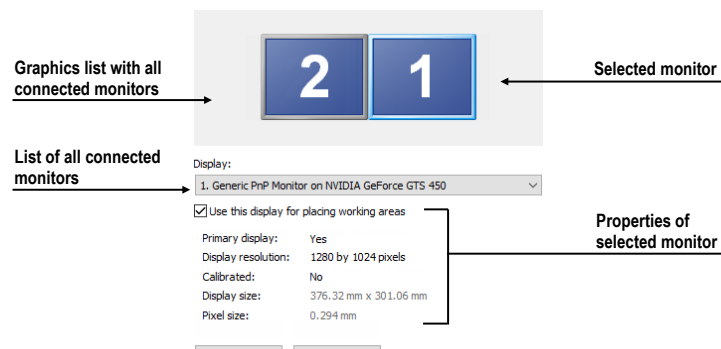 2 1
Graphics list with all
connected monitors
Selected monitor
List of all connected
monitors
Display:
1. Generic PnP Monitor on NVIDIA GeForce GTS 450
Use this display for placing working areas
Primary display: Yes
Display resolution: 1280 by 1024 pixels
Calibrated: No
Display size: 376.32 mm x 301.06 mm
Pixel size: 0.294 mm
Properties of
selected monitor